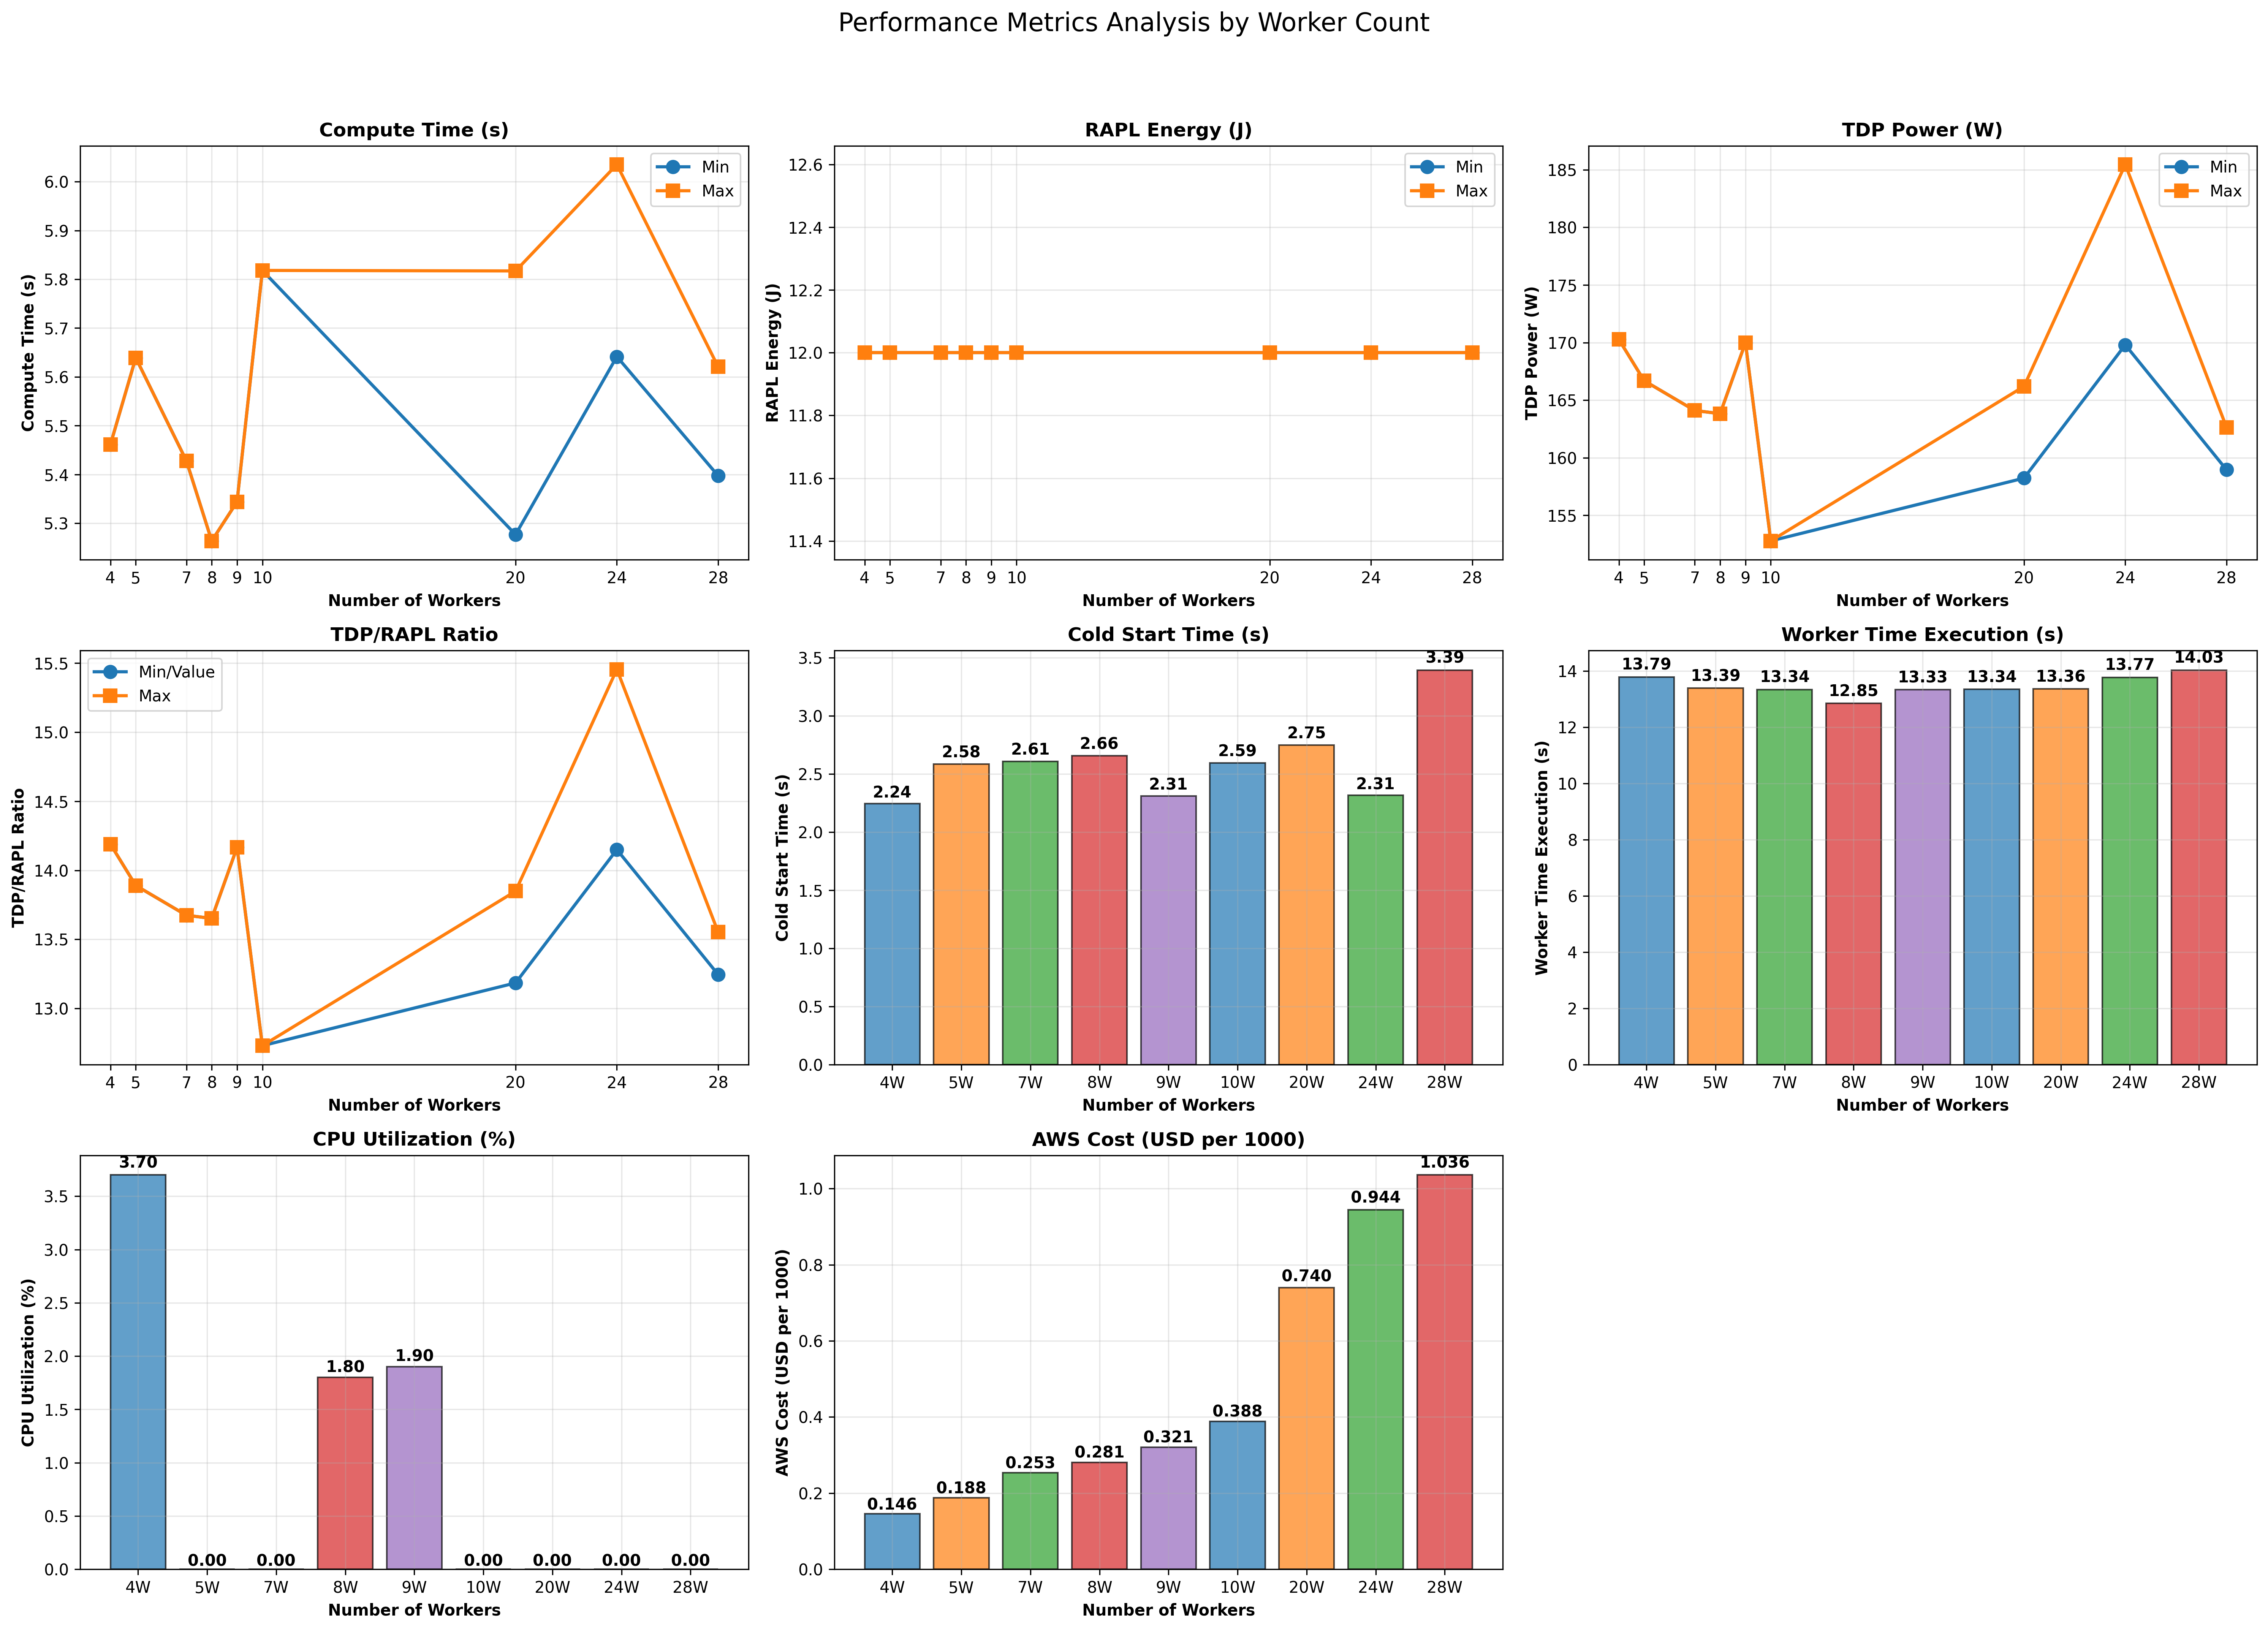 Performance Metrics Analysis by Worker Count
Compute Time (s)
Compute Time (s)
6.0
5.9
5.8
5.7
5.6
5.5
5.4
5.3
Min
Max
4 5 7 8 9 10 20 24 28
Number of Workers
RAPL Energy (J)
RAPL Energy (J)
12.6
12.4
12.2
12.0
11.8
11.6
11.4
Min
Max
4 5 7 8 9 10 20 24 28
Number of Workers
TDP Power (W)
TDP Power (W)
185
180
175
170
165
160
155
Min
Max
4 5 7 8 9 10 20 24 28
Number of Workers
TDP/RAPL Ratio
TDP/RAPL Ratio
15.5
15.0
14.5
14.0
13.5
13.0
Min/Value
Max
4 5 7 8 9 10 20 24 28
Number of Workers
Cold Start Time (s)
Cold Start Time (s)
3.5
3.0
2.5
2.0
1.5
1.0
0.5
0.0
2.24 2.58 2.61 2.66 2.31 2.59 2.75 2.31 3.39
4W 5W 7W 8W 9W 10W 20W 24W 28W
Number of Workers
Worker Time Execution (s)
Worker Time Execution (s)
14
12
10
8
6
4
2
0
13.79 13.39 13.34 12.85 13.33 13.34 13.36 13.77 14.03
4W 5W 7W 8W 9W 10W 20W 24W 28W
Number of Workers
CPU Utilization (%)
CPU Utilization (%)
3.5
3.0
2.5
2.0
1.5
1.0
0.5
0.0
3.70 0.00 0.00 1.80 1.90 0.00 0.00 0.00 0.00
4W 5W 7W 8W 9W 10W 20W 24W 28W
Number of Workers
AWS Cost (USD per 1000)
AWS Cost (USD per 1000)
1.0
0.8
0.6
0.4
0.2
0.0
0.146 0.188 0.253 0.281 0.321 0.388 0.740 0.944 1.036
4W 5W 7W 8W 9W 10W 20W 24W 28W
Number of Workers